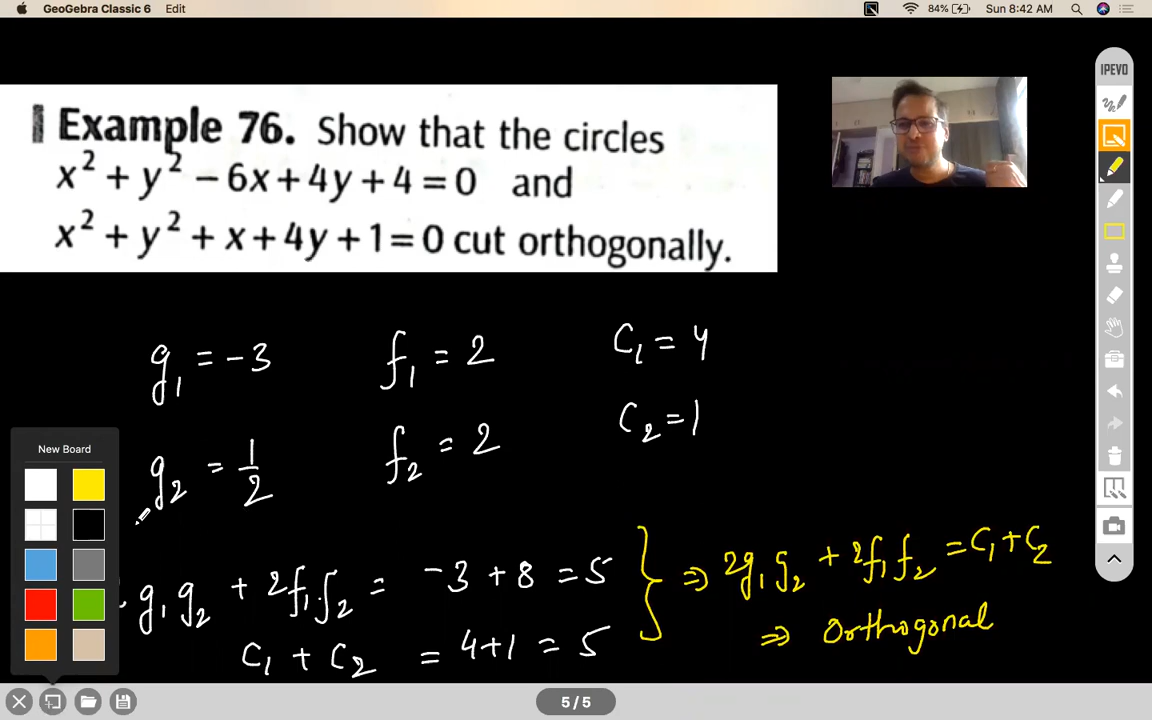 GeoGebra Classic 6 Edit 84% Sun 8:42 AM
IPEVO
Example 76. Show that the circles
x² + y² − 6x + 4y + 4 = 0 and
x² + y² + x + 4y + 1 = 0 cut orthogonally.
g₁ = −3 f₁ = 2 C₁ = 4
g₂ = 1/2 f₂ = 2 C₂ = 1
New Board
g₁g₂ + 2f₁f₂ = −3 + 8 = 5 } ⇒ 2g₁g₂ + 2f₁f₂ = C₁ + C₂
C₁ + C₂ = 4+1 = 5 ⇒ Orthogonal
5/5